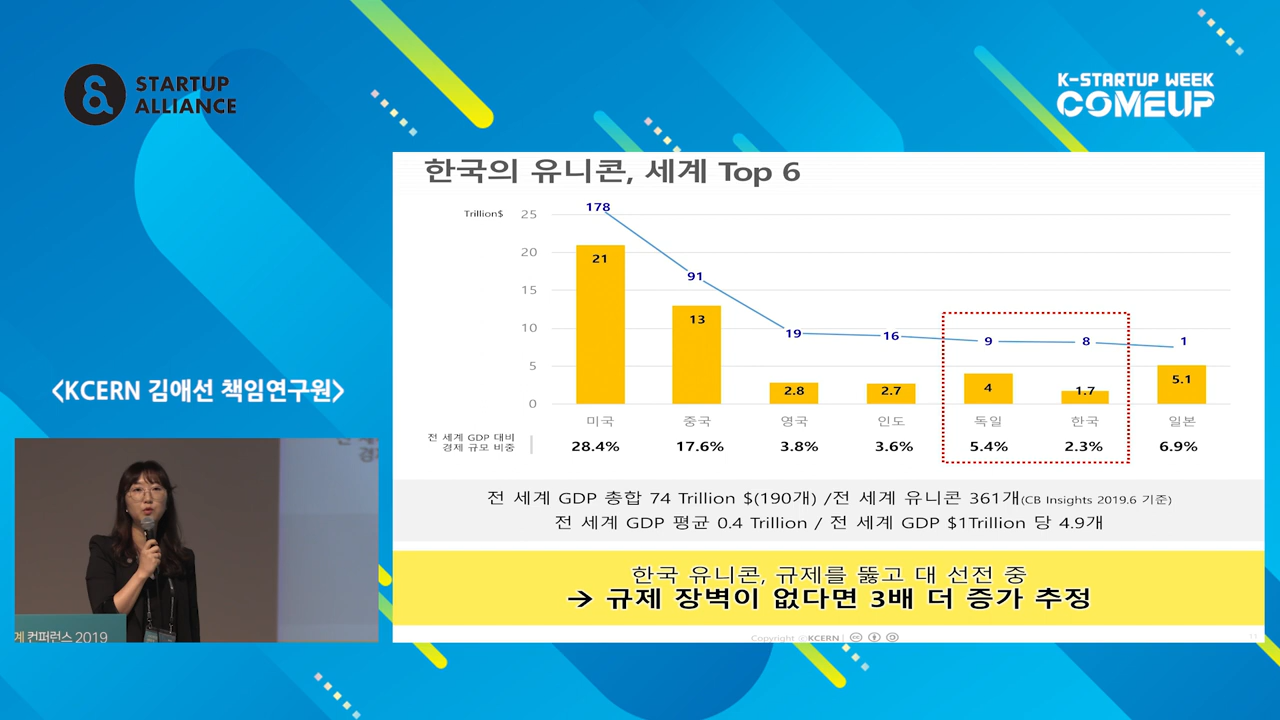 STARTUP
ALLIANCE
K-STARTUP WEEK
COMEUP
한국의 유니콘, 세계 Top 6
Trillion$
25
20
15
10
5
0
178
91
19
16
9
8
1
21
13
2.8
2.7
4
1.7
5.1
미국 중국 영국 인도 독일 한국 일본
전 세계 GDP 대비
경제 규모 비중
28.4% 17.6% 3.8% 3.6% 5.4% 2.3% 6.9%
전 세계 GDP 총합 74 Trillion $(190개) /전 세계 유니콘 361개(CB Insights 2019.6 기준)
전 세계 GDP 평균 0.4 Trillion / 전 세계 GDP $1Trillion 당 4.9개
한국 유니콘, 규제를 뚫고 대 선전 중
→ 규제 장벽이 없다면 3배 더 증가 추정
Copyright ⓒKCERN |
11
<KCERN 김애선 책임연구원>
계 컨퍼런스 2019